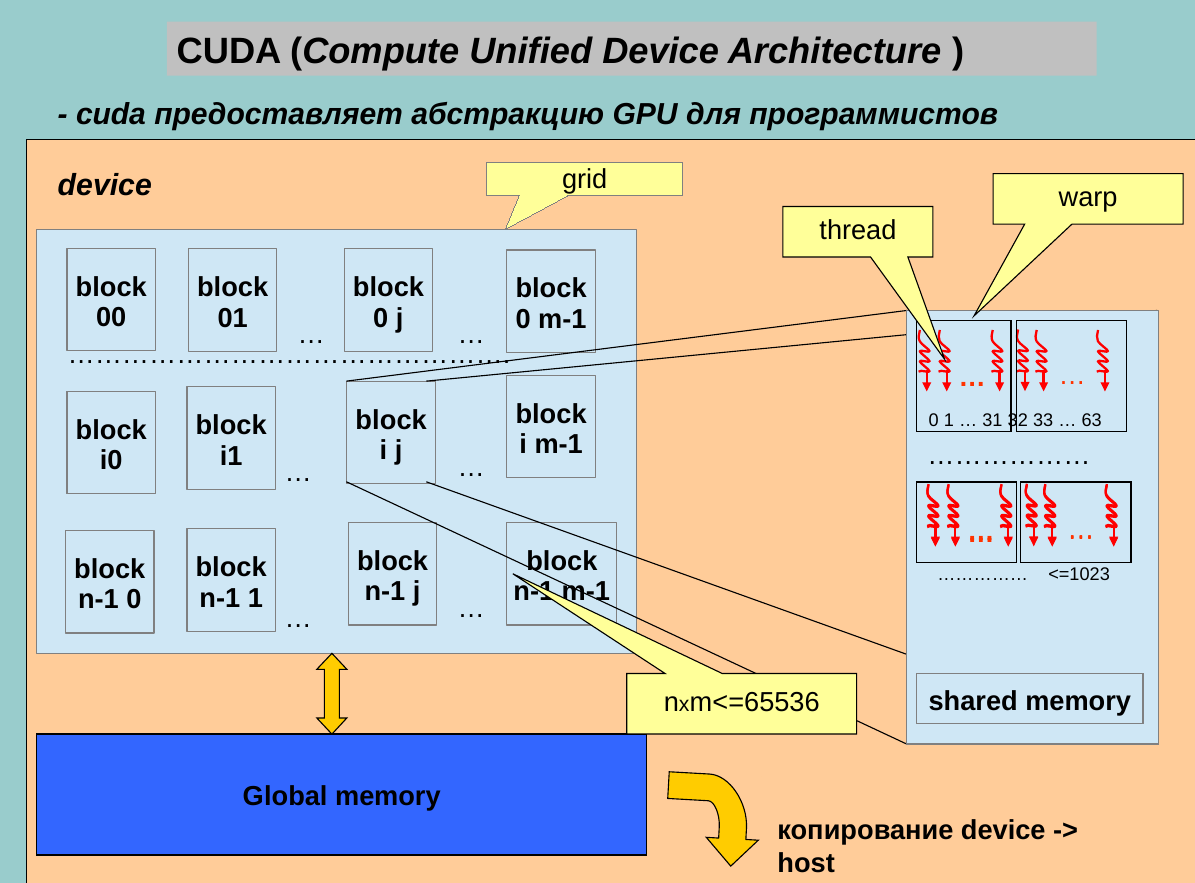 CUDA (Compute Unified Device Architecture )
- cuda предоставляет абстракцию GPU для программистов
device
grid
thread
warp
block
00
block
01
…
block
0 j
…
block
0 m-1
……………………………………….
block
i0
block
i1
…
block
i j
…
block
i m-1
block
n-1 0
block
n-1 1
…
block
n-1 j
…
block
n-1 m-1
… …
0 1 … 31 32 33 … 63
………………
… …
…………… <=1023
shared memory
nxm<=65536
Global memory
копирование device ->
host